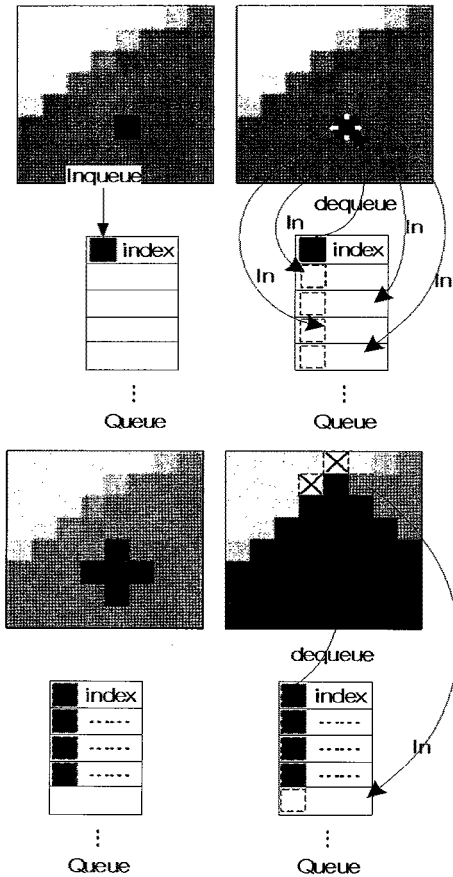 Inqueue
index
⋮
Queue
dequeue
In
In
In
In
index
⋮
Queue
index
------
------
------
⋮
Queue
dequeue
In
index
------
------
------
⋮
Queue